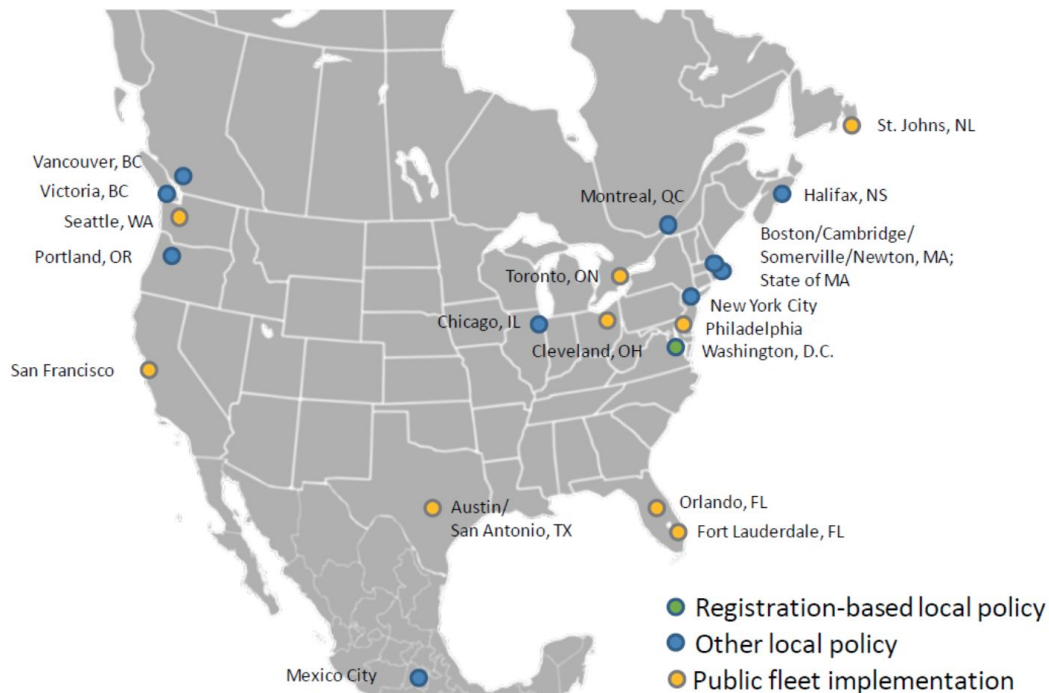 St. Johns, NL
Vancouver, BC
Victoria, BC
Montreal, QC
Halifax, NS
Seattle, WA
Boston/Cambridge/
Somerville/Newton, MA;
State of MA
Portland, OR
Toronto, ON
New York City
Chicago, IL
Philadelphia
Cleveland, OH
Washington, D.C.
San Francisco
Austin/
San Antonio, TX
Orlando, FL
Fort Lauderdale, FL
Registration-based local policy
Other local policy
Public fleet implementation
Mexico City